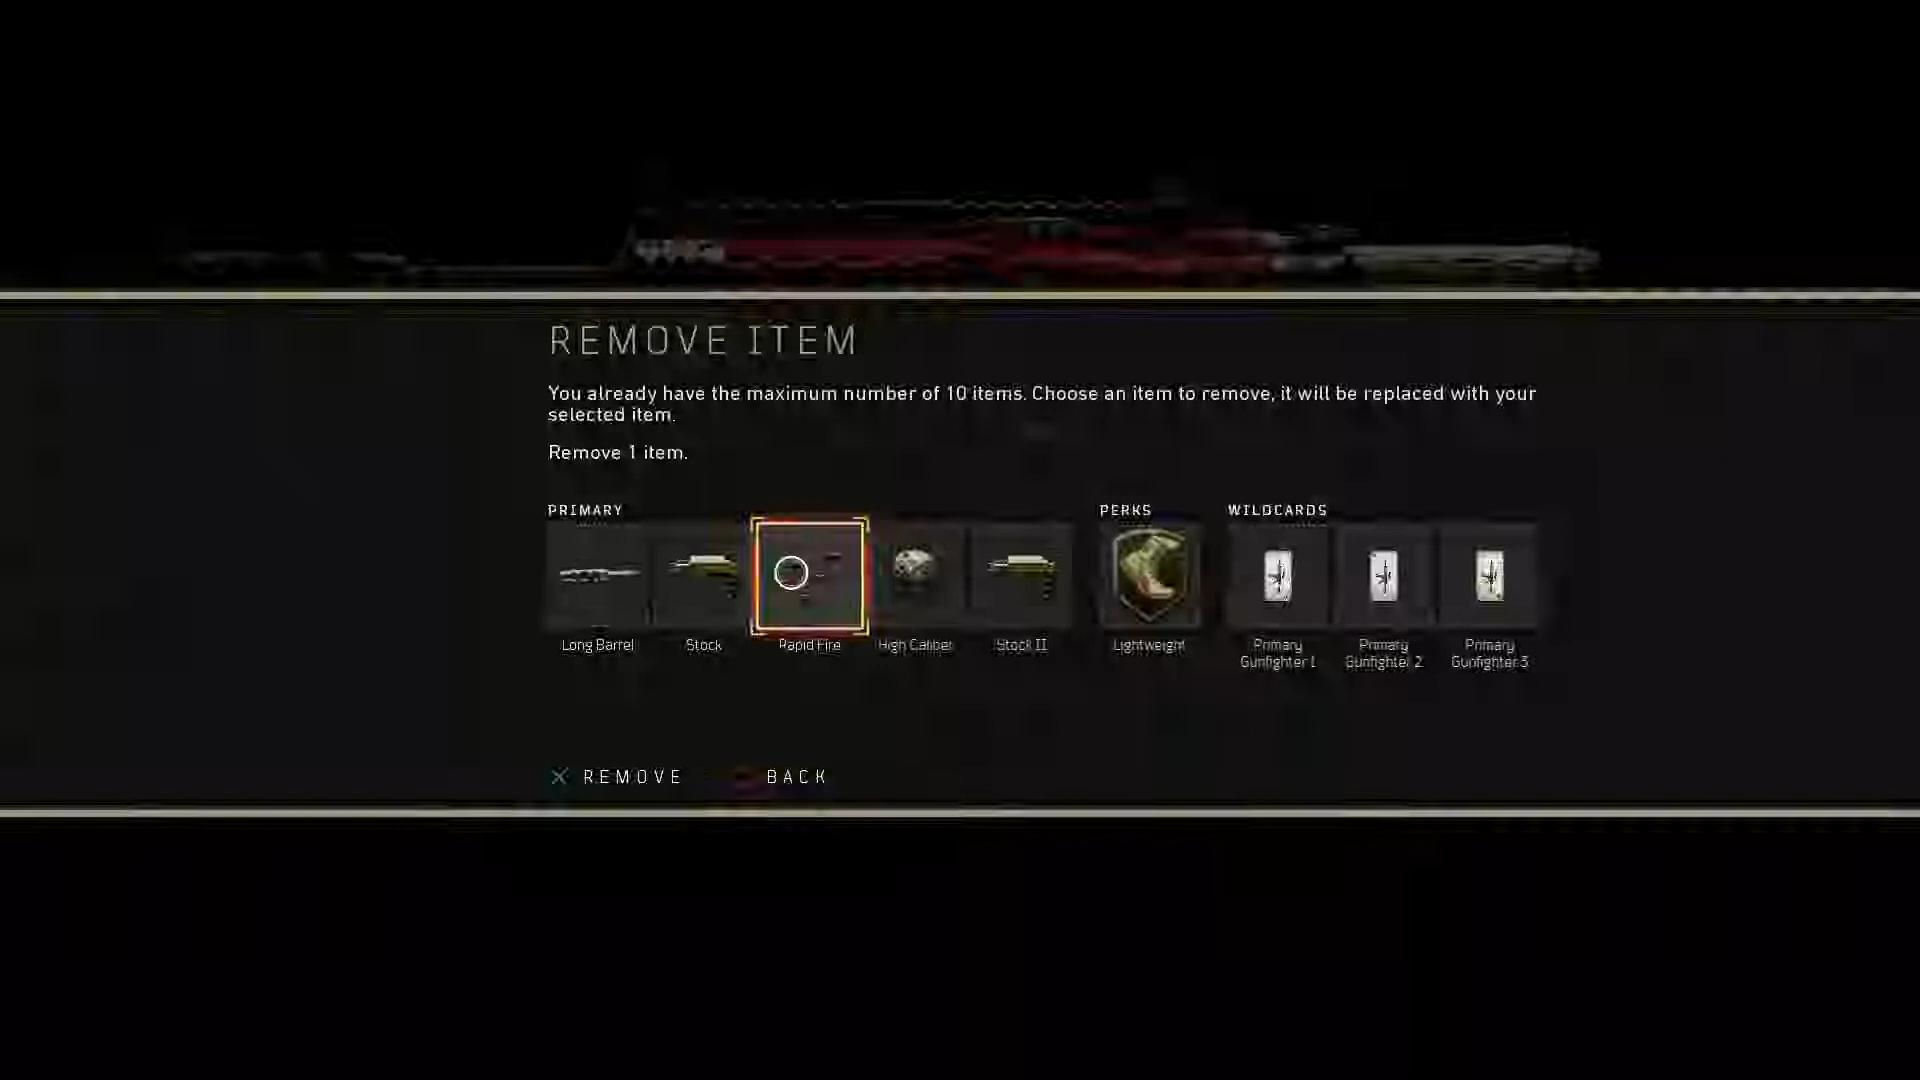 REMOVE ITEM
You already have the maximum number of 10 items. Choose an item to remove, it will be replaced with your
selected item.
Remove 1 item.
PRIMARY
PERKS
WILDCARDS
Long Barrel
Stock
Rapid Fire
High Caliber
Stock II
Lightweight
Primary
Gunfighter 1
Primary
Gunfighter 2
Primary
Gunfighter 3
REMOVE
BACK